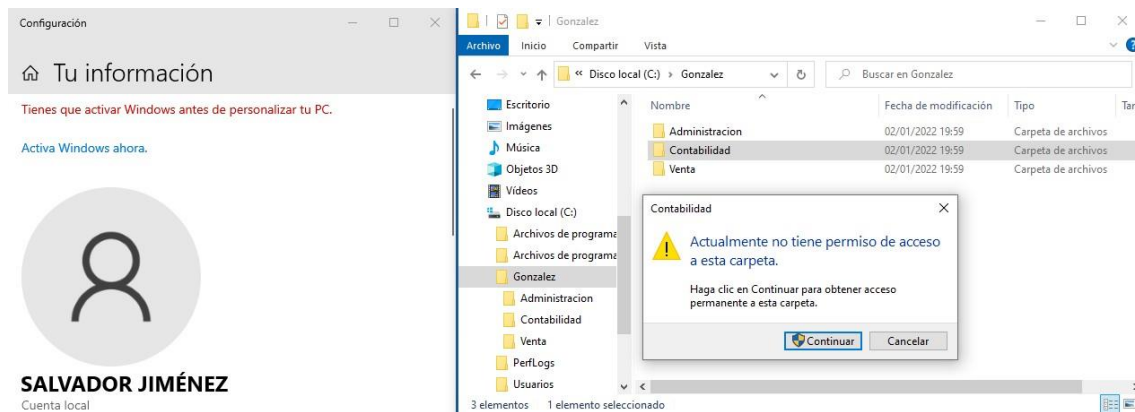 Configuración
Tu información
Tienes que activar Windows antes de personalizar tu PC.
Activa Windows ahora.
SALVADOR JIMÉNEZ
Cuenta local
Gonzalez
Archivo Inicio Compartir Vista
« Disco local (C:) › Gonzalez Buscar en Gonzalez
Escritorio
Imágenes
Música
Objetos 3D
Vídeos
Disco local (C:)
Archivos de programa
Archivos de programa
Gonzalez
Administracion
Contabilidad
Venta
PerfLogs
Usuarios
Nombre Fecha de modificación Tipo Tar
Administracion 02/01/2022 19:59 Carpeta de archivos
Contabilidad 02/01/2022 19:59 Carpeta de archivos
Venta 02/01/2022 19:59 Carpeta de archivos
Contabilidad
Actualmente no tiene permiso de acceso
a esta carpeta.
Haga clic en Continuar para obtener acceso
permanente a esta carpeta.
Continuar Cancelar
3 elementos 1 elemento seleccionado